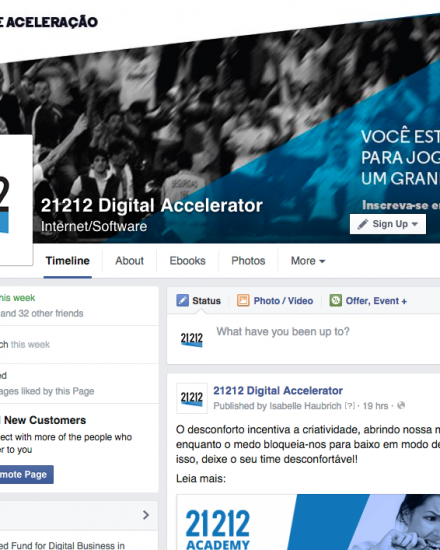 E ACELERAÇÃO
VOCÊ EST
PARA JOG
UM GRAN
Inscreva-se e
12
21212 Digital Accelerator
Internet/Software
Sign Up
Timeline About Ebooks Photos More
his week
and 32 other friends
ch this week
ed
ages liked by this Page
l New Customers
ect with more of the people who
er to you
mote Page
ed Fund for Digital Business in
Status Photo / Video Offer, Event +
21212 What have you been up to?
21212 21212 Digital Accelerator
Published by Isabelle Haubrich [?] · 19 hrs ·
O desconforto incentiva a criatividade, abrindo nossa m
enquanto o medo bloqueia-nos para baixo em modo de
isso, deixe o seu time desconfortável!
Leia mais:
21212
ACADEMY